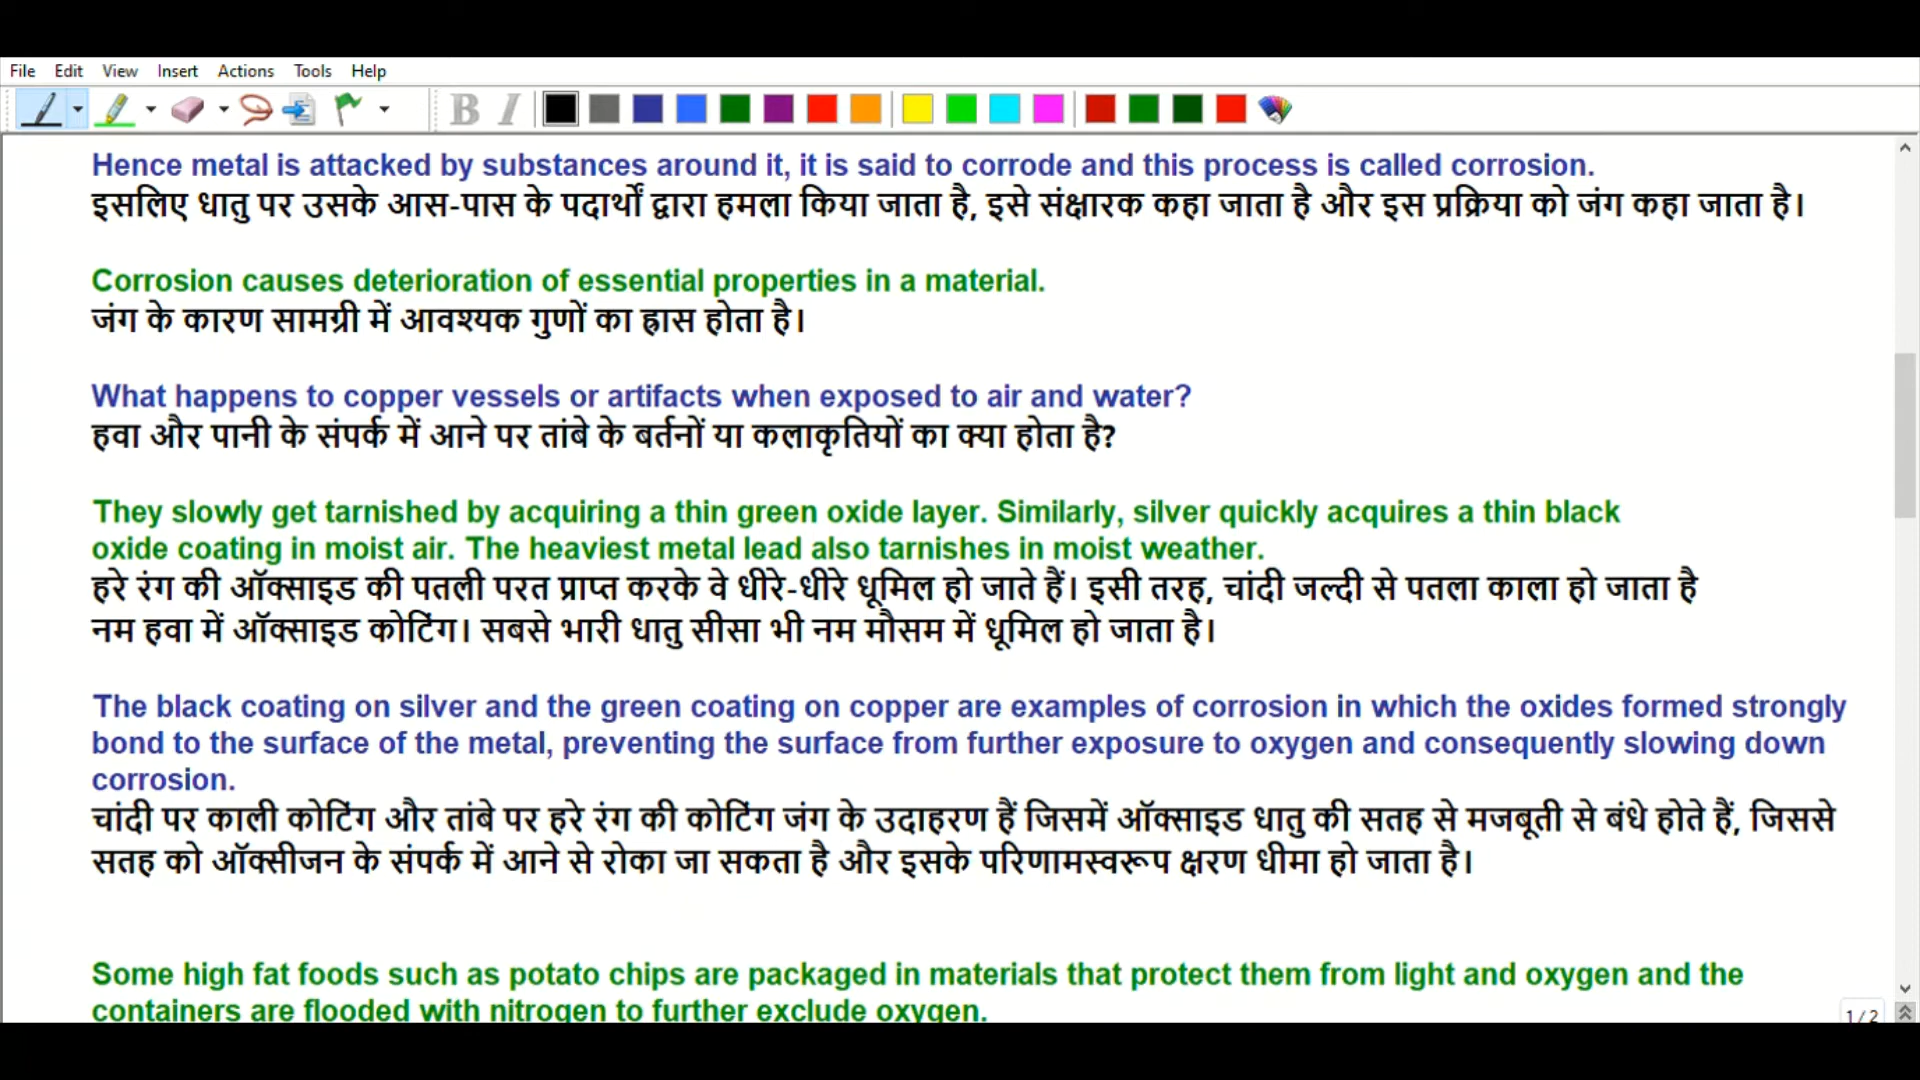 File Edit View Insert Actions Tools Help
B I
Hence metal is attacked by substances around it, it is said to corrode and this process is called corrosion.
इसलिए धातु पर उसके आस-पास के पदार्थों द्वारा हमला किया जाता है, इसे संक्षारक कहा जाता है और इस प्रक्रिया को जंग कहा जाता है।
Corrosion causes deterioration of essential properties in a material.
जंग के कारण सामग्री में आवश्यक गुणों का ह्रास होता है।
What happens to copper vessels or artifacts when exposed to air and water?
हवा और पानी के संपर्क में आने पर तांबे के बर्तनों या कलाकृतियों का क्या होता है?
They slowly get tarnished by acquiring a thin green oxide layer. Similarly, silver quickly acquires a thin black
oxide coating in moist air. The heaviest metal lead also tarnishes in moist weather.
हरे रंग की ऑक्साइड की पतली परत प्राप्त करके वे धीरे-धीरे धूमिल हो जाते हैं। इसी तरह, चांदी जल्दी से पतला काला हो जाता है
नम हवा में ऑक्साइड कोटिंग। सबसे भारी धातु सीसा भी नम मौसम में धूमिल हो जाता है।
The black coating on silver and the green coating on copper are examples of corrosion in which the oxides formed strongly
bond to the surface of the metal, preventing the surface from further exposure to oxygen and consequently slowing down
corrosion.
चांदी पर काली कोटिंग और तांबे पर हरे रंग की कोटिंग जंग के उदाहरण हैं जिसमें ऑक्साइड धातु की सतह से मजबूती से बंधे होते हैं, जिससे
सतह को ऑक्सीजन के संपर्क में आने से रोका जा सकता है और इसके परिणामस्वरूप क्षरण धीमा हो जाता है।
Some high fat foods such as potato chips are packaged in materials that protect them from light and oxygen and the
containers are flooded with nitrogen to further exclude oxygen.
1/2